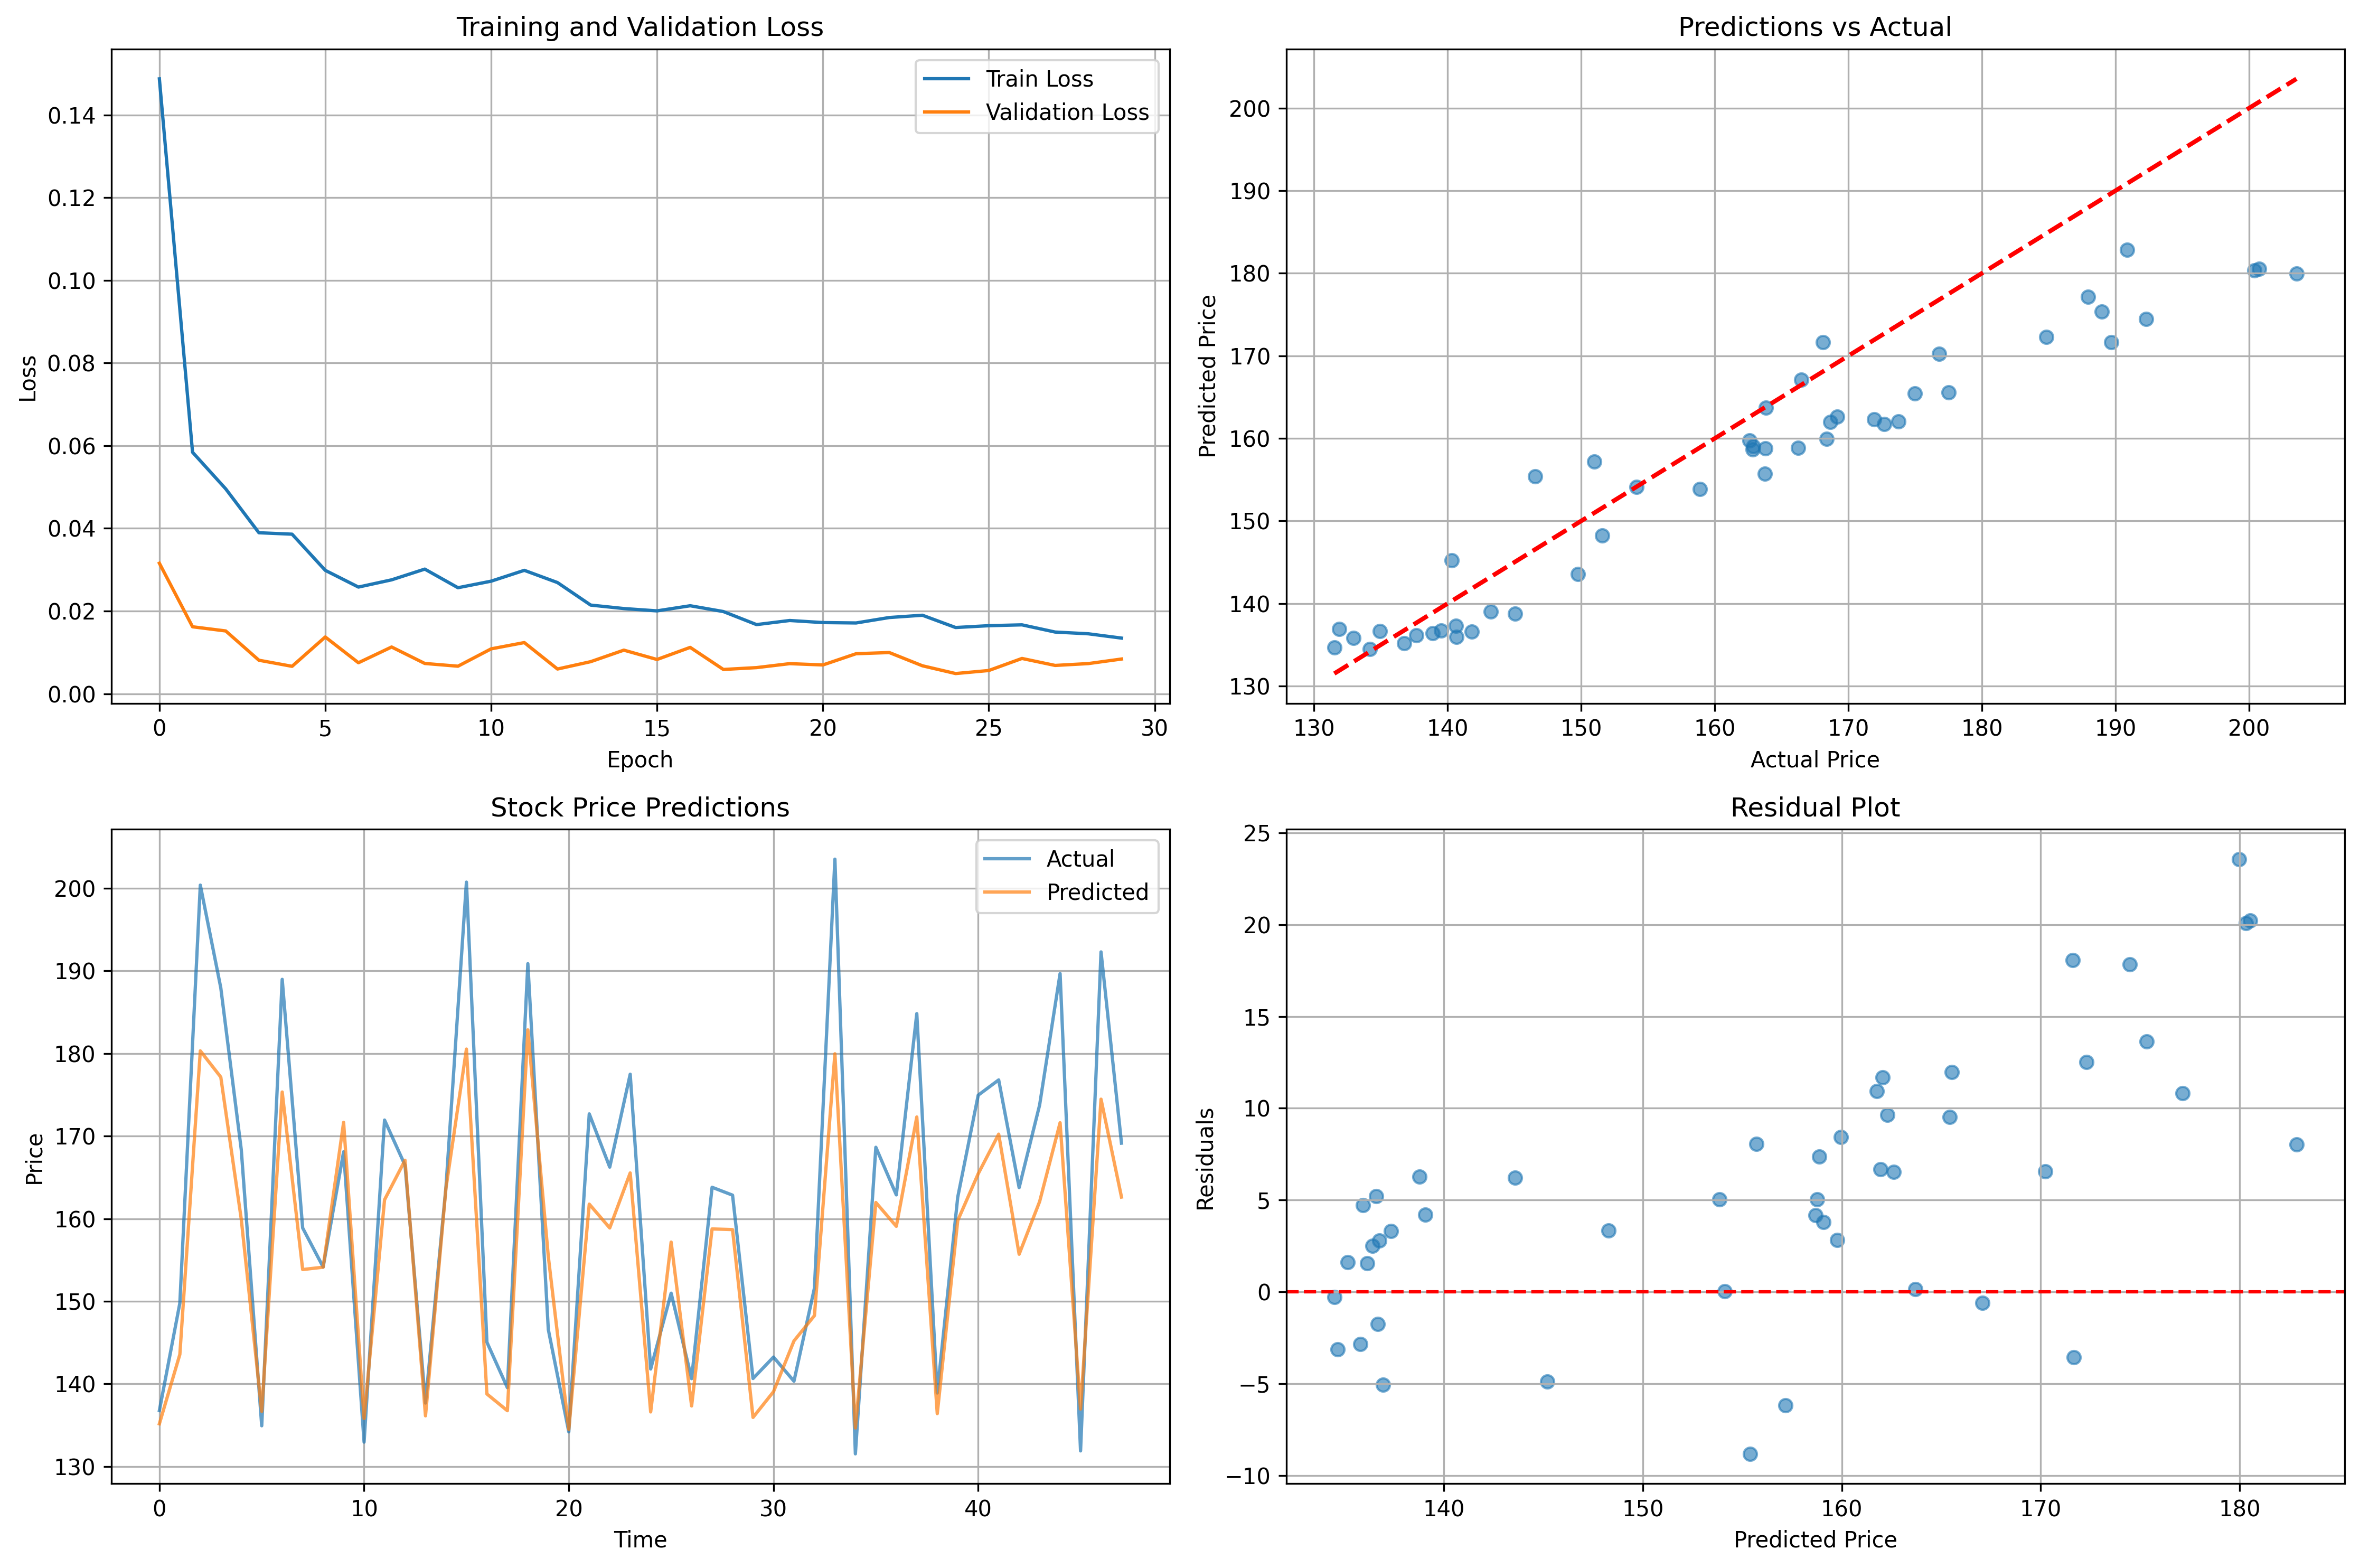 Training and Validation Loss
Train Loss
Validation Loss
0.14
0.12
0.10
0.08
0.06
0.04
0.02
0.00
Loss
0 5 10 15 20 25 30
Epoch
Predictions vs Actual
200
190
180
170
160
150
140
130
Predicted Price
130 140 150 160 170 180 190 200
Actual Price
Stock Price Predictions
Actual
Predicted
200
190
180
170
160
150
140
130
Price
0 10 20 30 40
Time
Residual Plot
25
20
15
10
5
0
−5
−10
Residuals
140 150 160 170 180
Predicted Price